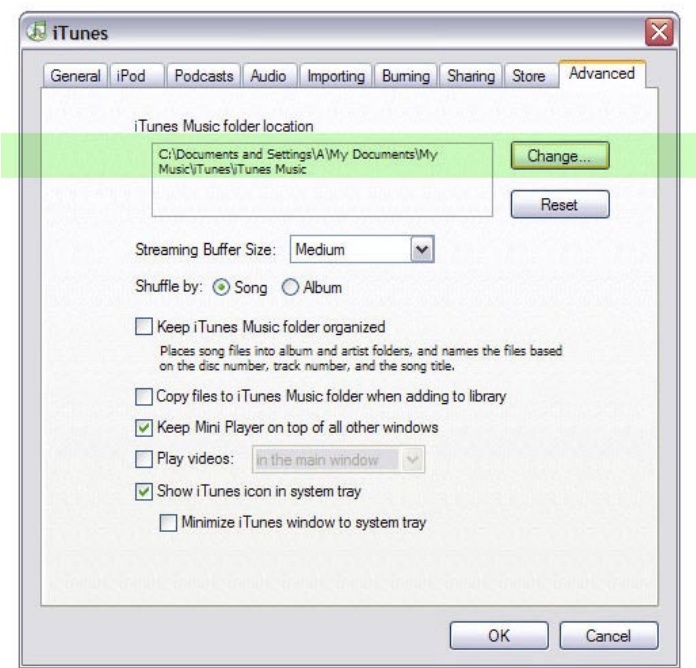 iTunes
General iPod Podcasts Audio Importing Burning Sharing Store Advanced
iTunes Music folder location
C:\Documents and Settings\A\My Documents\My
Music\iTunes\iTunes Music
Change...
Reset
Streaming Buffer Size: Medium
Shuffle by: Song Album
Keep iTunes Music folder organized
Places song files into album and artist folders, and names the files based
on the disc number, track number, and the song title.
Copy files to iTunes Music folder when adding to library
Keep Mini Player on top of all other windows
Play videos: in the main window
Show iTunes icon in system tray
Minimize iTunes window to system tray
OK Cancel